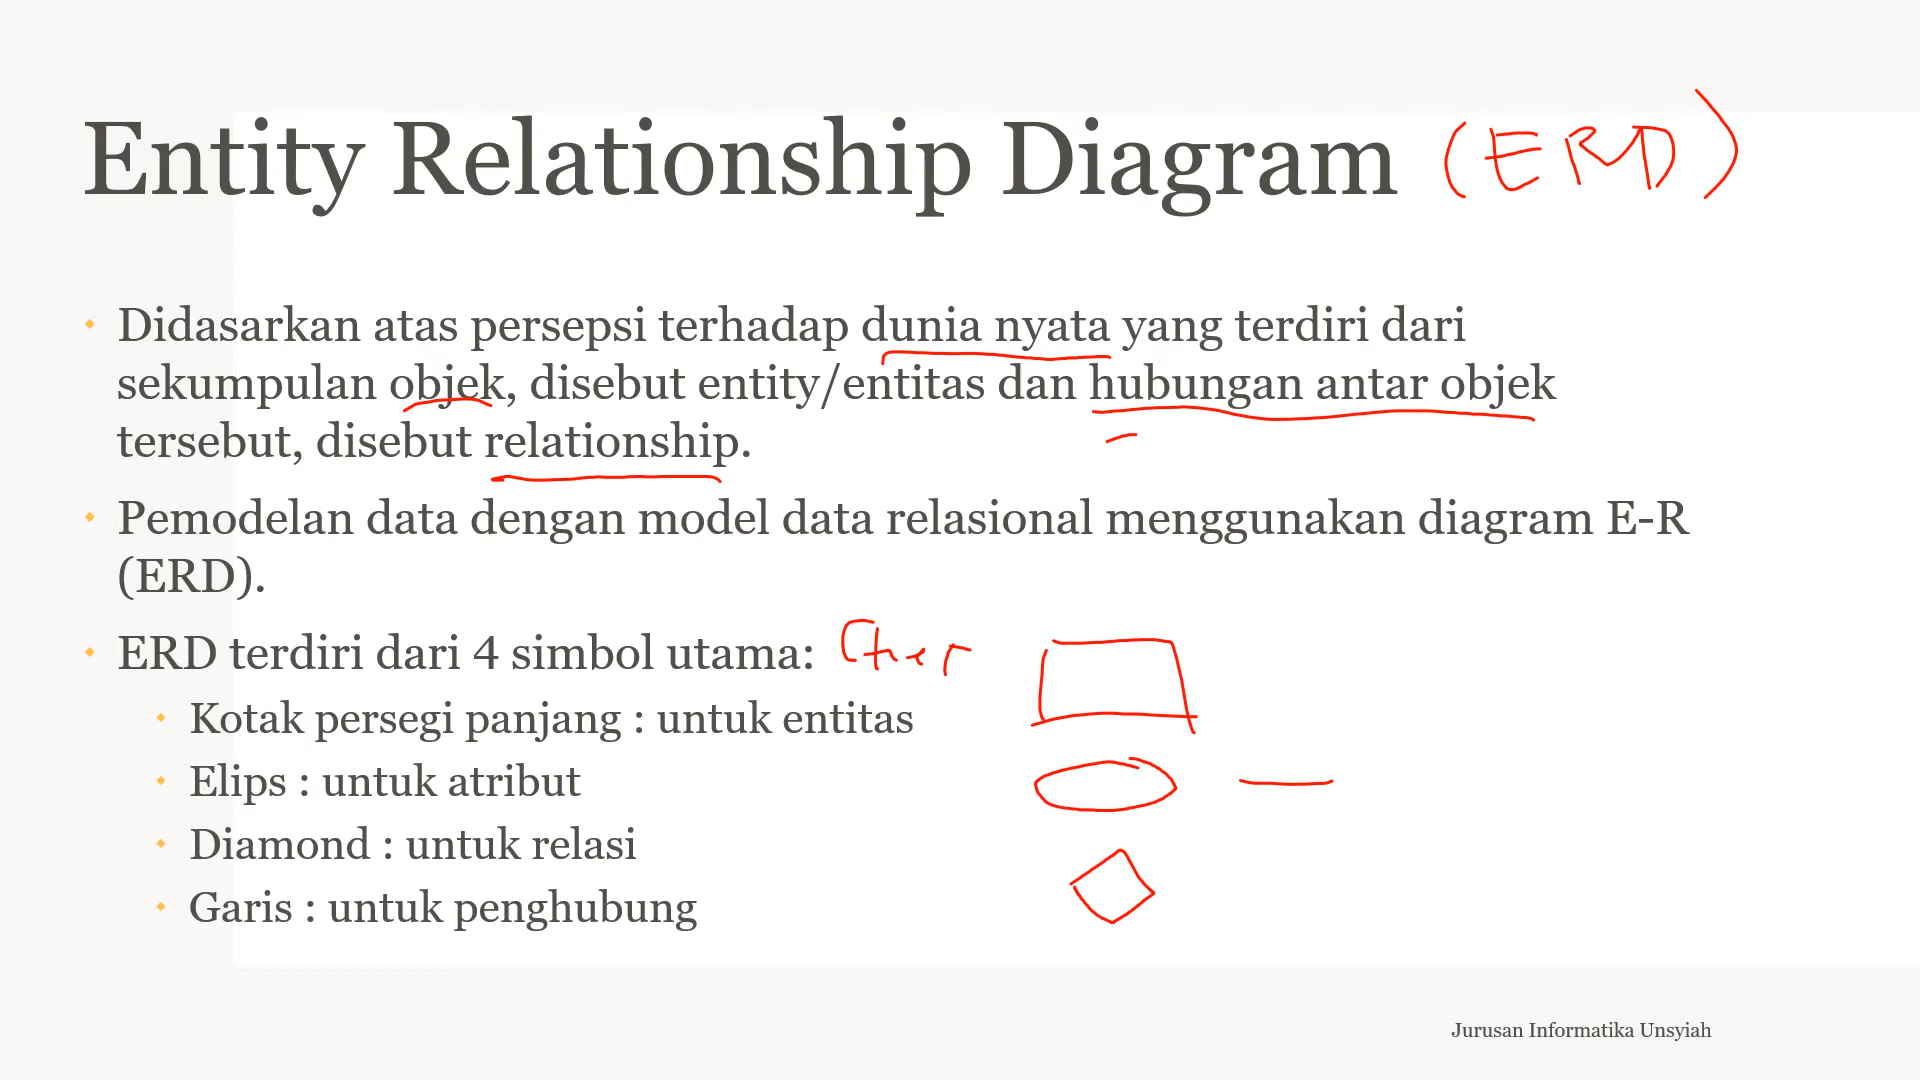 Entity Relationship Diagram (ERD)
Didasarkan atas persepsi terhadap dunia nyata yang terdiri dari
sekumpulan objek, disebut entity/entitas dan hubungan antar objek
tersebut, disebut relationship.
Pemodelan data dengan model data relasional menggunakan diagram E-R
(ERD).
ERD terdiri dari 4 simbol utama:
Kotak persegi panjang : untuk entitas
Elips : untuk atribut
Diamond : untuk relasi
Garis : untuk penghubung
Jurusan Informatika Unsyiah